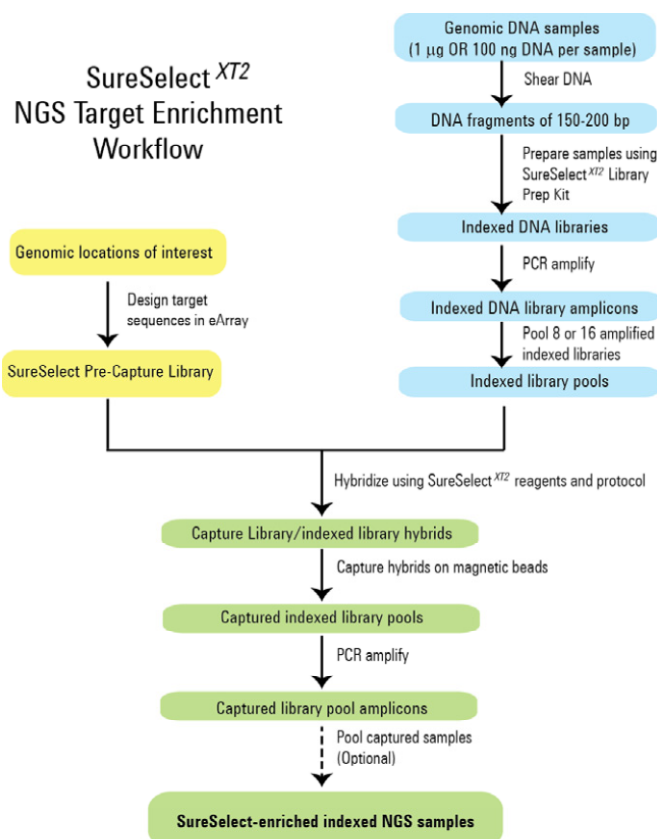 SureSelect XT2
NGS Target Enrichment
Workflow
Genomic DNA samples
(1 µg OR 100 ng DNA per sample)
Shear DNA
DNA fragments of 150-200 bp
Prepare samples using
SureSelect XT2 Library
Prep Kit
Indexed DNA libraries
PCR amplify
Indexed DNA library amplicons
Pool 8 or 16 amplified
indexed libraries
Indexed library pools
Genomic locations of interest
Design target
sequences in eArray
SureSelect Pre-Capture Library
Hybridize using SureSelect XT2 reagents and protocol
Capture Library/indexed library hybrids
Capture hybrids on magnetic beads
Captured indexed library pools
PCR amplify
Captured library pool amplicons
Pool captured samples
(Optional)
SureSelect-enriched indexed NGS samples